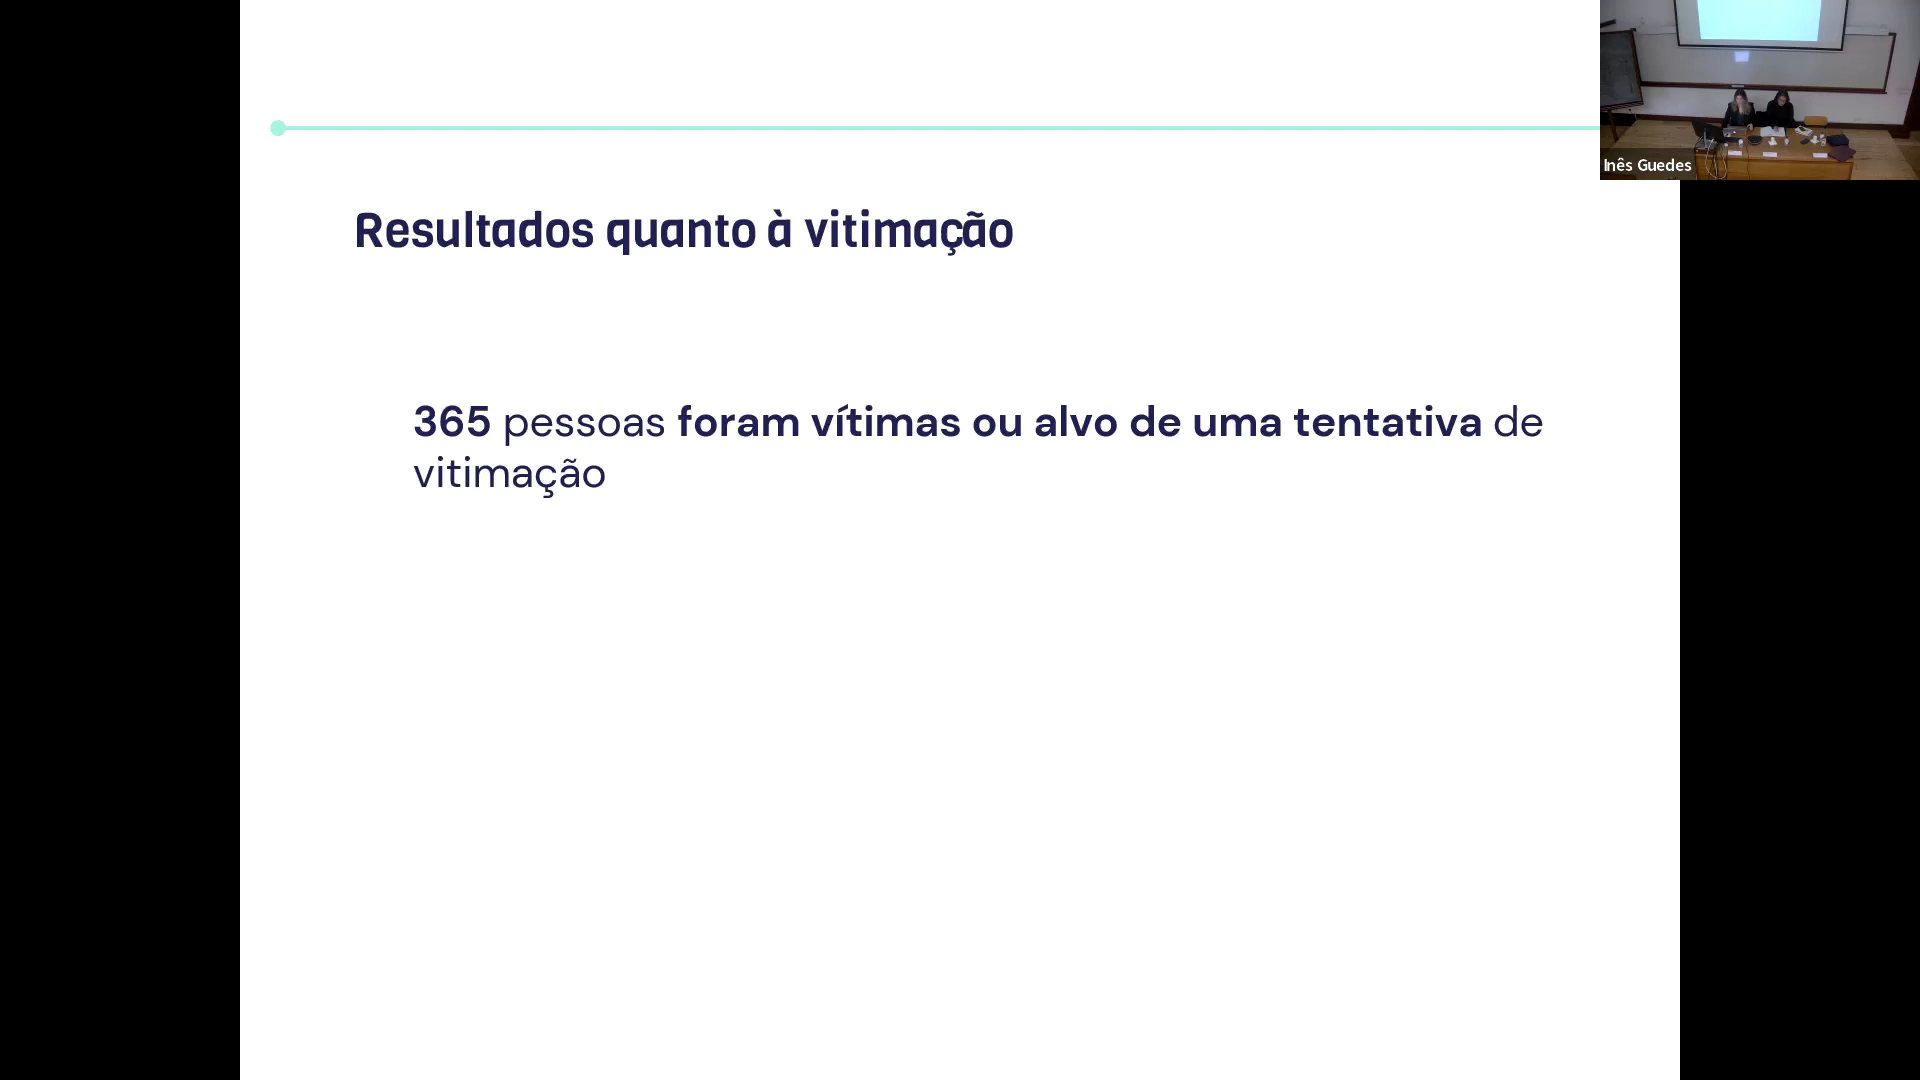 Inês Guedes
Resultados quanto à vitimação
365 pessoas foram vítimas ou alvo de uma tentativa de
vitimação